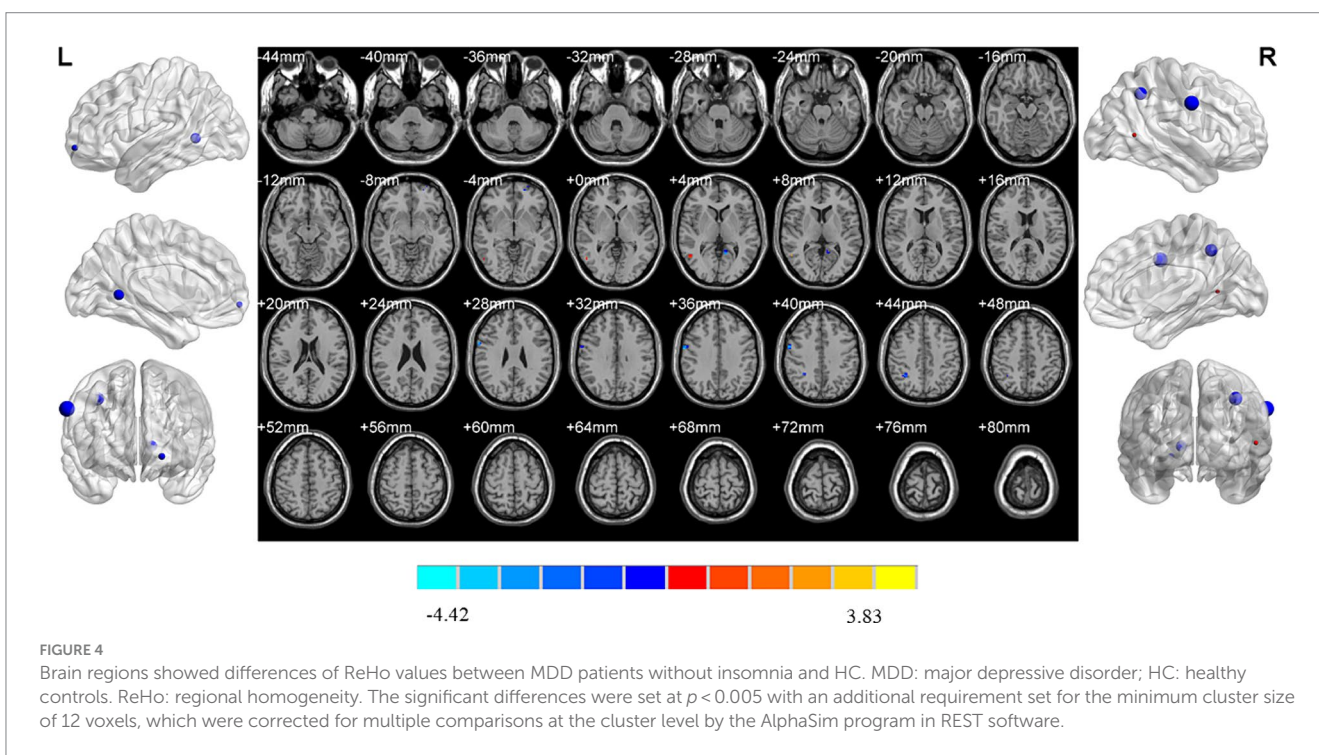 L
R
-44mm -40mm -36mm -32mm -28mm -24mm -20mm -16mm
-12mm -8mm -4mm +0mm +4mm +8mm +12mm +16mm
+20mm +24mm +28mm +32mm +36mm +40mm +44mm +48mm
+52mm +56mm +60mm +64mm +68mm +72mm +76mm +80mm
-4.42 3.83
FIGURE 4
Brain regions showed differences of ReHo values between MDD patients without insomnia and HC. MDD: major depressive disorder; HC: healthy
controls. ReHo: regional homogeneity. The significant differences were set at p < 0.005 with an additional requirement set for the minimum cluster size
of 12 voxels, which were corrected for multiple comparisons at the cluster level by the AlphaSim program in REST software.